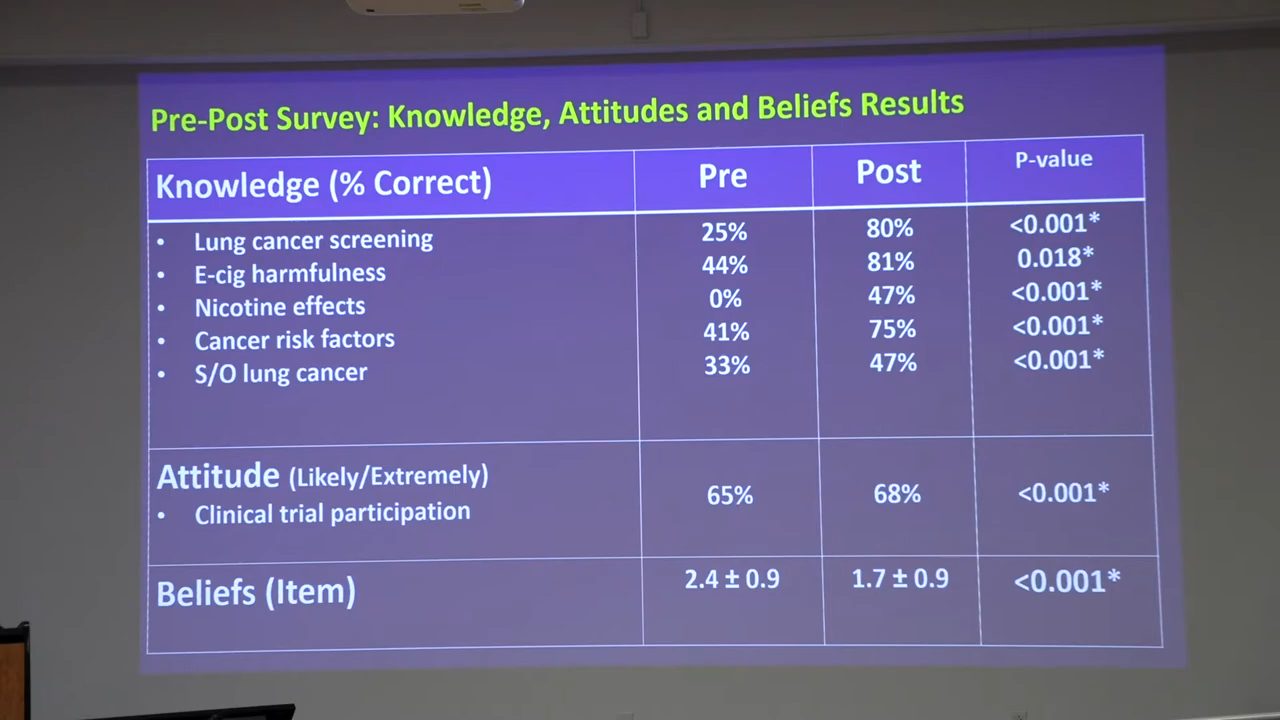 Pre-Post Survey: Knowledge, Attitudes and Beliefs Results
Knowledge (% Correct) Pre Post P-value
• Lung cancer screening 25% 80% <0.001*
• E-cig harmfulness 44% 81% 0.018*
• Nicotine effects 0% 47% <0.001*
• Cancer risk factors 41% 75% <0.001*
• S/O lung cancer 33% 47% <0.001*
Attitude (Likely/Extremely)
• Clinical trial participation 65% 68% <0.001*
Beliefs (Item) 2.4 ± 0.9 1.7 ± 0.9 <0.001*